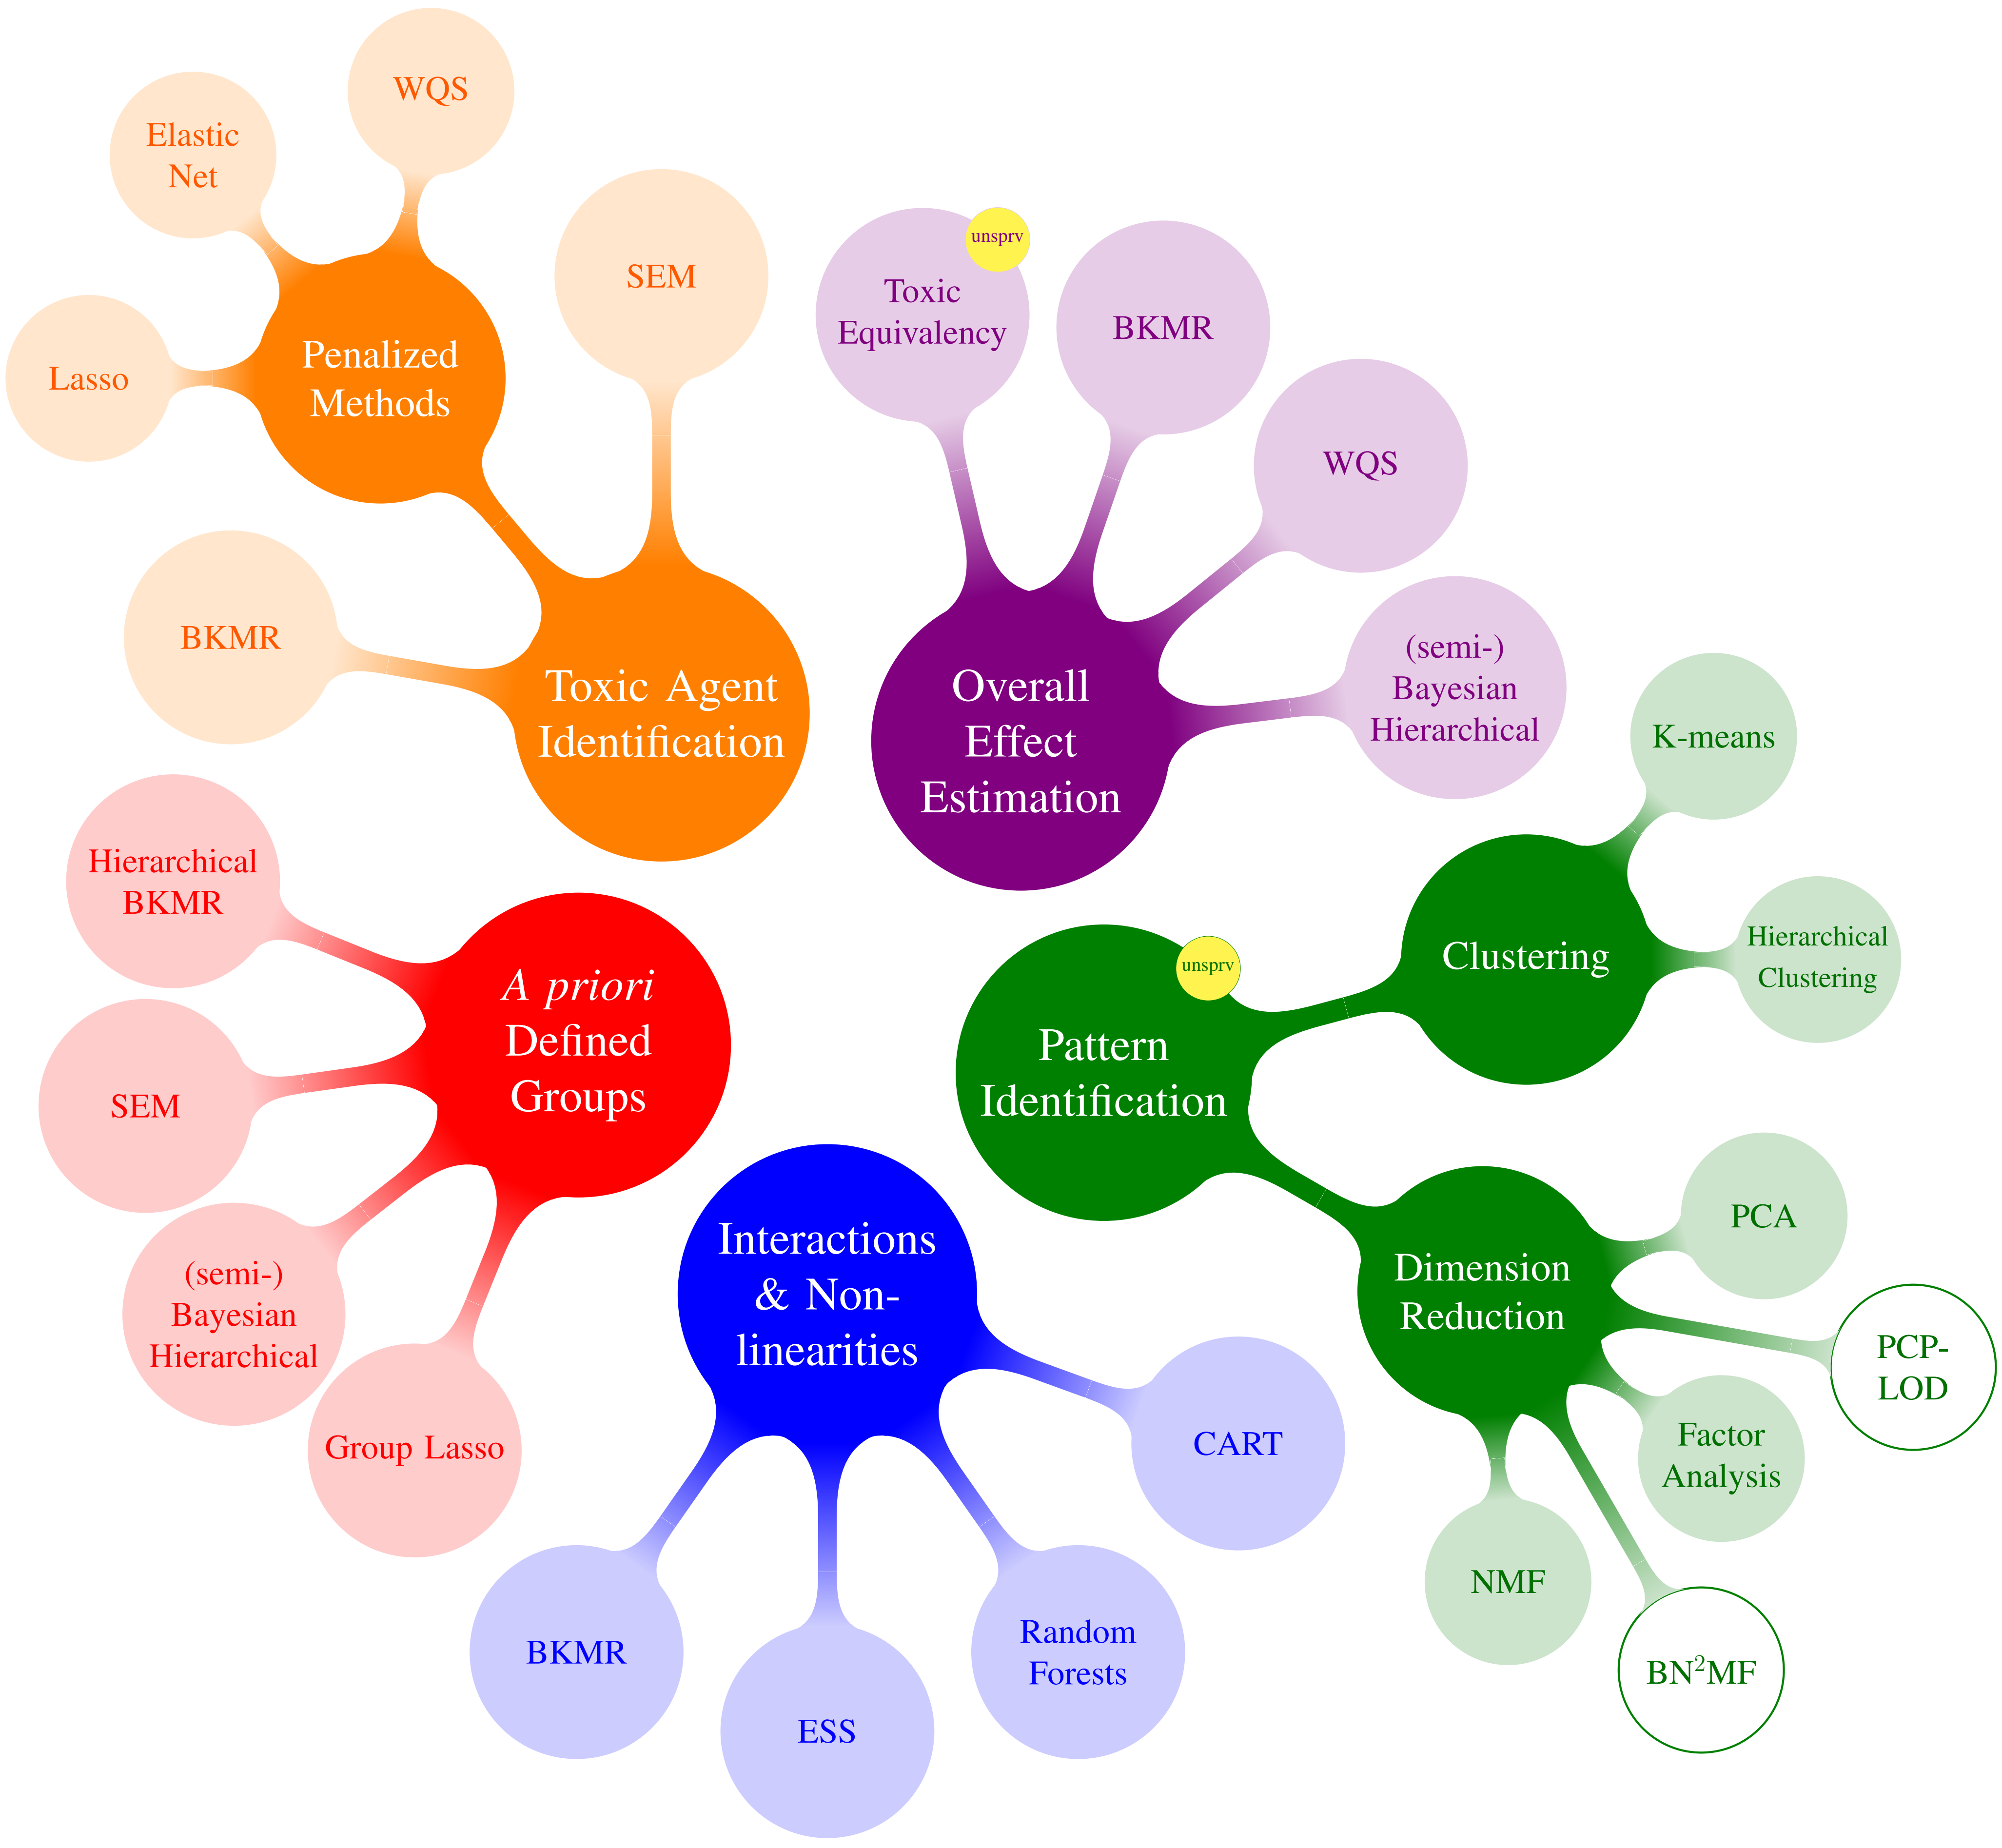 WQS
Elastic
Net
Lasso
Penalized
Methods
SEM
BKMR
Toxic Agent
Identification
unsprv
Toxic
Equivalency
BKMR
WQS
(semi-)
Bayesian
Hierarchical
Overall
Effect
Estimation
Hierarchical
BKMR
SEM
(semi-)
Bayesian
Hierarchical
Group Lasso
A priori
Defined
Groups
Interactions
& Non-
linearities
BKMR
ESS
Random
Forests
CART
unsprv
Pattern
Identification
Clustering
K-means
Hierarchical
Clustering
Dimension
Reduction
PCA
PCP-
LOD
Factor
Analysis
NMF
BN²MF